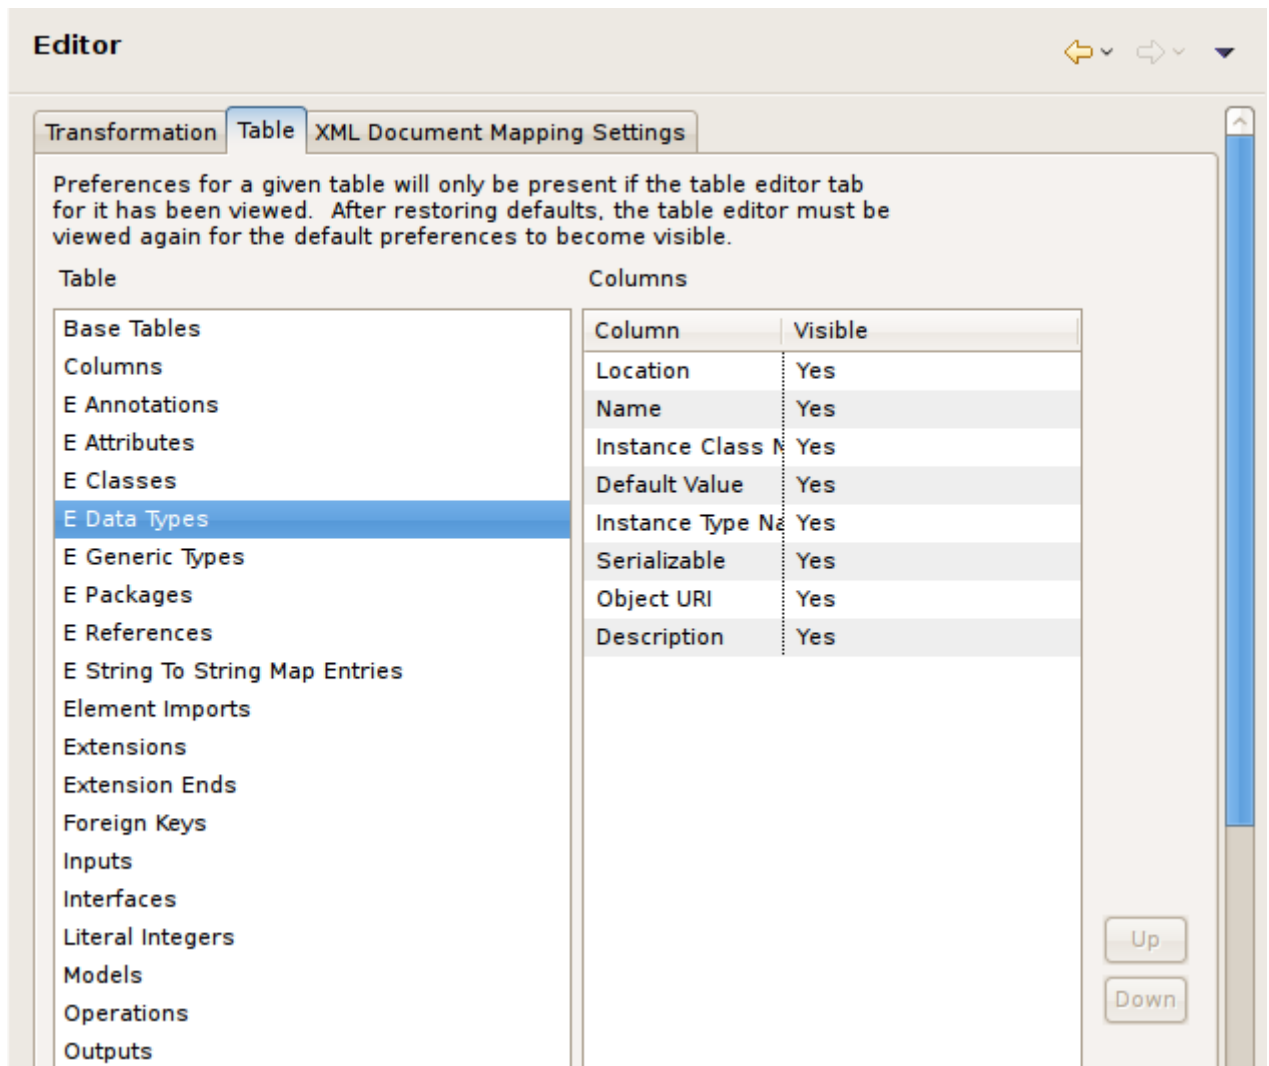 Editor
Transformation Table XML Document Mapping Settings
Preferences for a given table will only be present if the table editor tab
for it has been viewed.  After restoring defaults, the table editor must be
viewed again for the default preferences to become visible.
Table Columns
Base Tables
Columns
E Annotations
E Attributes
E Classes
E Data Types
E Generic Types
E Packages
E References
E String To String Map Entries
Element Imports
Extensions
Extension Ends
Foreign Keys
Inputs
Interfaces
Literal Integers
Models
Operations
Outputs
Column Visible
Location Yes
Name Yes
Instance Class Yes
Default Value Yes
Instance Type Yes
Serializable Yes
Object URI Yes
Description Yes
Up
Down